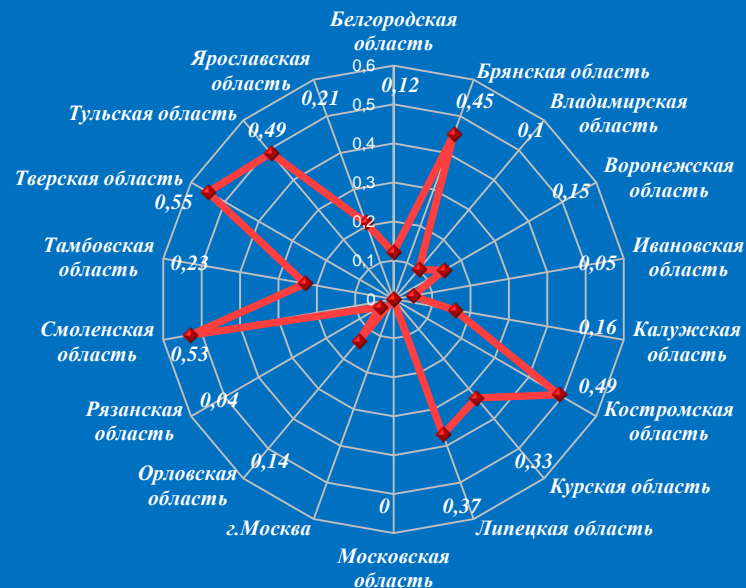 Белгородская
область
0,12
Брянская область
0,45
Владимирская
область
0,1
Воронежская
область
0,15
Ивановская
область
0,05
Калужская
область
0,16
Костромская
область
0,49
Курская область
0,33
Липецкая область
0,37
Московская
область
0
г.Москва
Орловская
область
0,14
Рязанская
область
0,04
Смоленская
область
0,53
Тамбовская
область
0,23
Тверская область
0,55
Тульская область
0,49
Ярославская
область
0,21
0,6
0,5
0,4
0,3
0,2
0,1
0